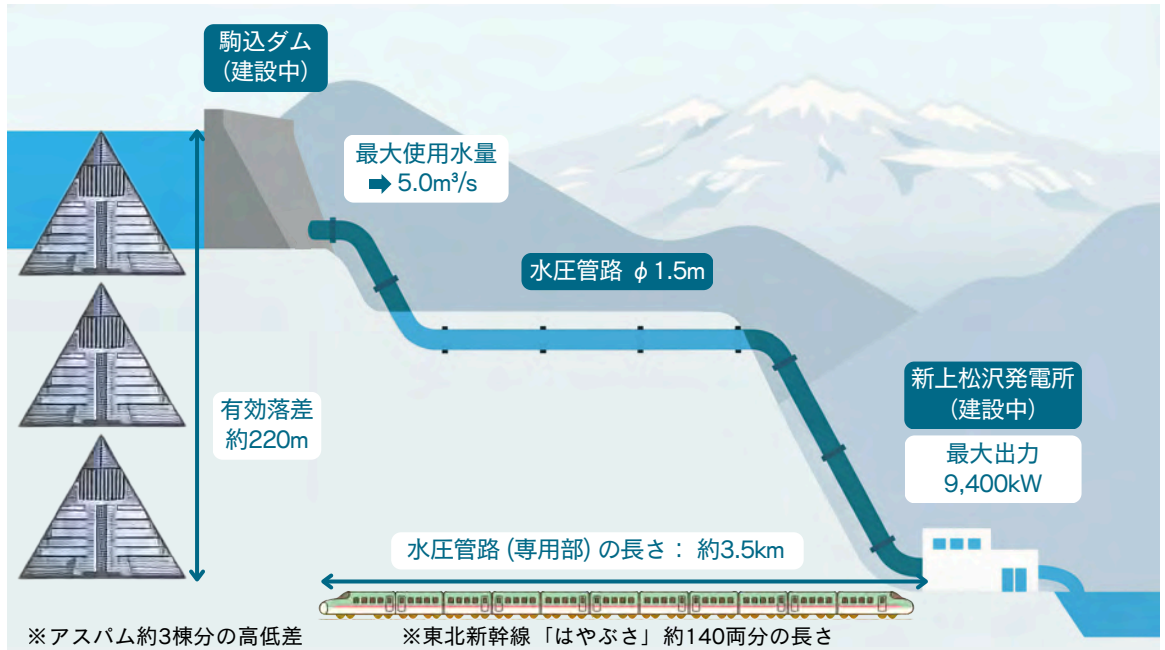 駒込ダム
(建設中)
最大使用水量
➡ 5.0m³/s
水圧管路 φ1.5m
有効落差
約220m
新上松沢発電所
(建設中)
最大出力
9,400kW
水圧管路 (専用部) の長さ： 約3.5km
※アスパム約3棟分の高低差
※東北新幹線「はやぶさ」約140両分の長さ